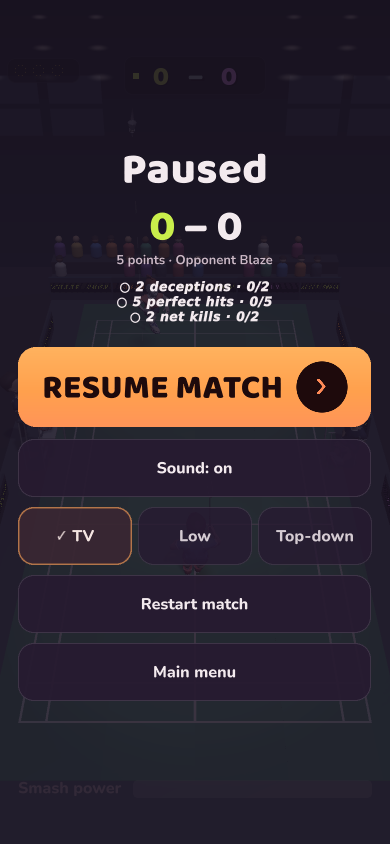 0 – 0
Paused
0 – 0
5 points · Opponent Blaze
○ 2 deceptions · 0/2
○ 5 perfect hits · 0/5
○ 2 net kills · 0/2
RESUME MATCH ›
Sound: on
✓ TV
Low
Top-down
Restart match
Main menu
Smash power